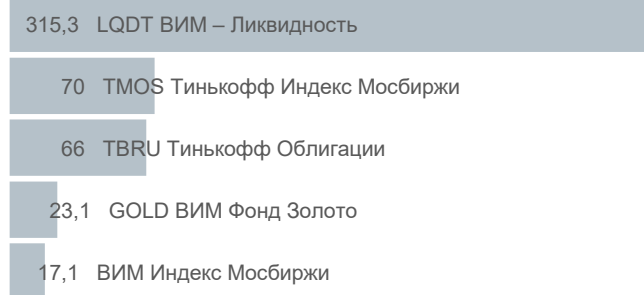 315,3 LQDT ВИМ – Ликвидность
70 TMOS Тинькофф Индекс Мосбиржи
66 TBRU Тинькофф Облигации
23,1 GOLD ВИМ Фонд Золото
17,1 ВИМ Индекс Мосбиржи